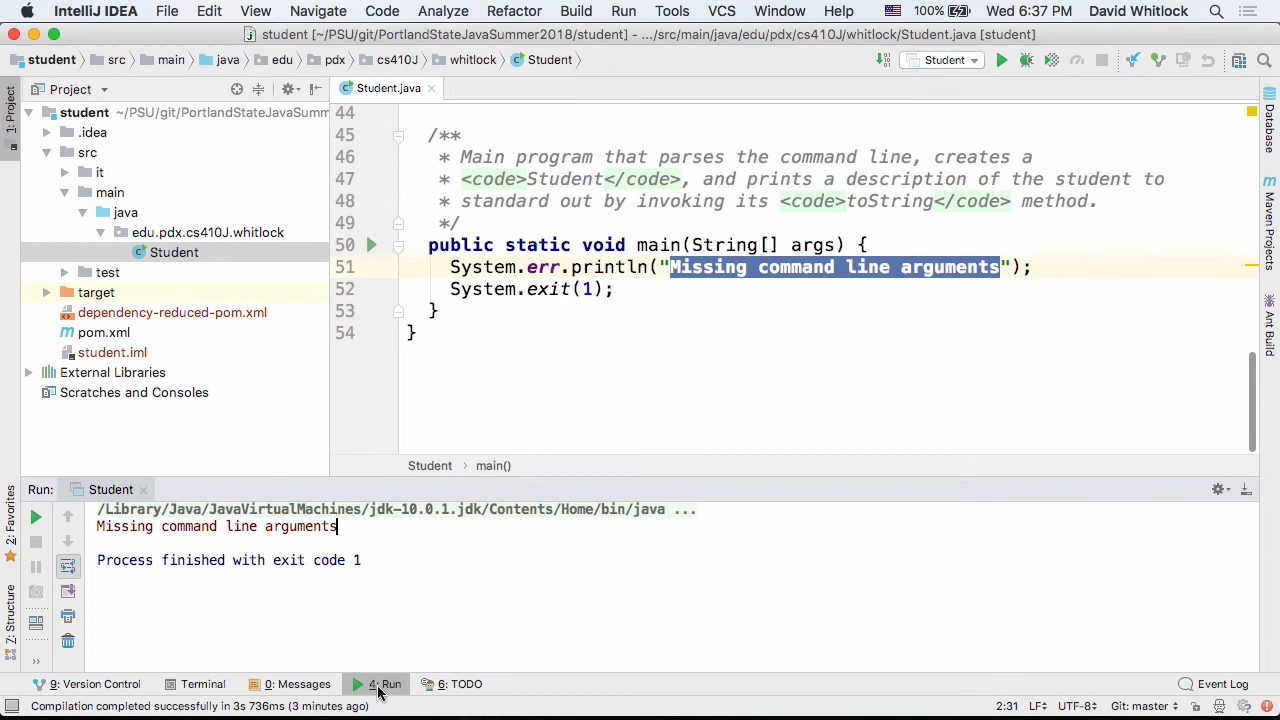 IntelliJ IDEA File Edit View Navigate Code Analyze Refactor Build Run Tools VCS Window Help 100% Wed 6:37 PM David Whitlock
student [~/PSU/git/PortlandStateJavaSummer2018/student] - .../src/main/java/edu/pdx/cs410J/whitlock/Student.java [student]
student src main java edu pdx cs410J whitlock Student Student
1: Project
Project
Student.java
student ~/PSU/git/PortlandStateJavaSumm
.idea
src
it
main
java
edu.pdx.cs410J.whitlock
Student
test
target
dependency-reduced-pom.xml
pom.xml
student.iml
External Libraries
Scratches and Consoles
44
45 /**
46 * Main program that parses the command line, creates a
47 * <code>Student</code>, and prints a description of the student to
48 * standard out by invoking its <code>toString</code> method.
49 */
50 public static void main(String[] args) {
51 System.err.println("Missing command line arguments");
52 System.exit(1);
53 }
54 }
Student main()
Database
Maven Projects
Ant Build
Run: Student
/Library/Java/JavaVirtualMachines/jdk-10.0.1.jdk/Contents/Home/bin/java ...
Missing command line arguments
Process finished with exit code 1
2: Favorites
7: Structure
9: Version Control Terminal 0: Messages 4: Run 6: TODO Event Log
Compilation completed successfully in 3s 736ms (3 minutes ago) 2:31 LF UTF-8 Git: master